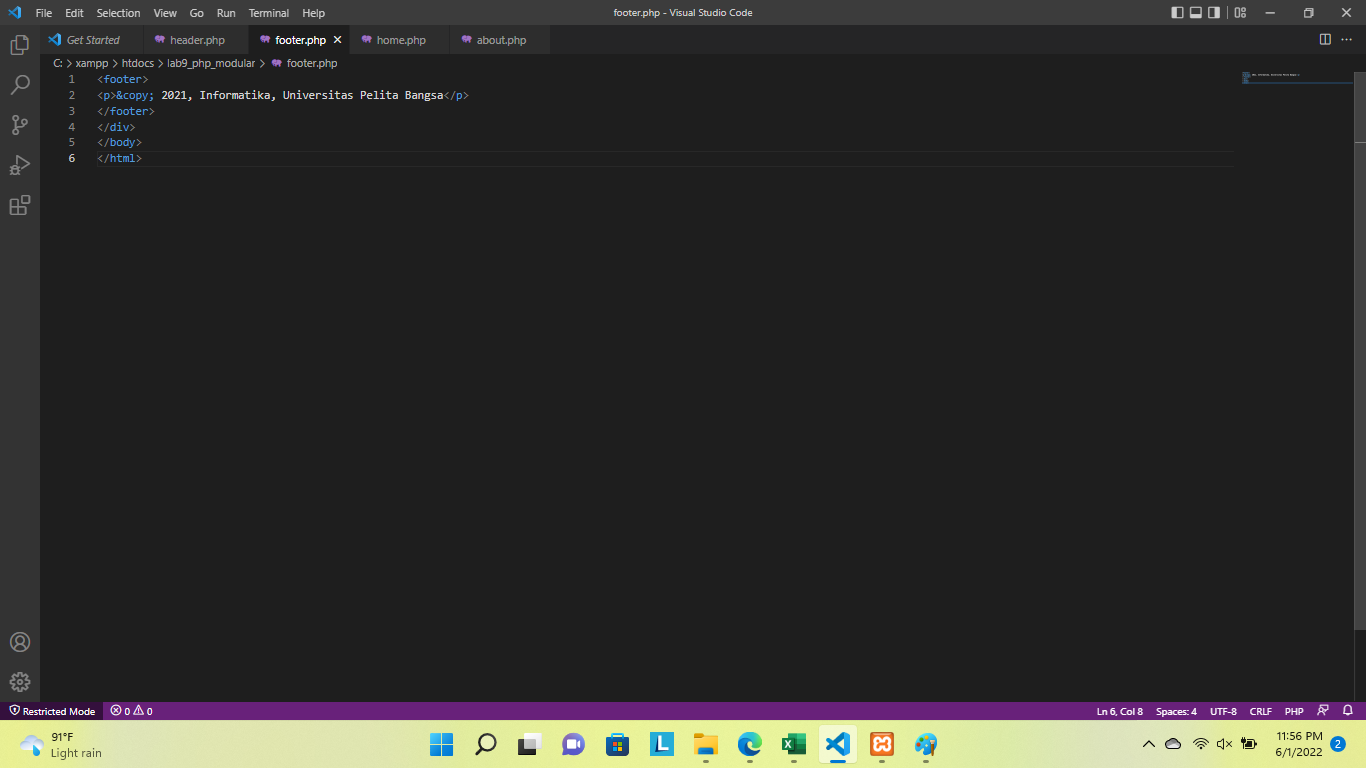 File Edit Selection View Go Run Terminal Help
footer.php - Visual Studio Code
Get Started
header.php
footer.php
home.php
about.php
C: > xampp > htdocs > lab9_php_modular > footer.php
1 <footer>
2 <p>&copy; 2021, Informatika, Universitas Pelita Bangsa</p>
3 </footer>
4 </div>
5 </body>
6 </html>
Restricted Mode 0 0
Ln 6, Col 8 Spaces: 4 UTF-8 CRLF PHP
91°F
Light rain
L
11:56 PM
6/1/2022
2